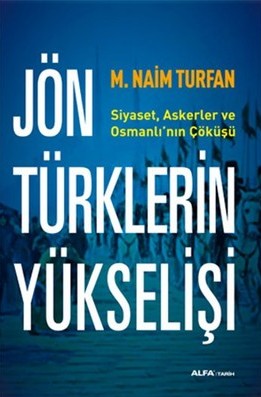 JÖN
M. NAİM TURFAN
Siyaset, Askerler ve
Osmanlı'nın Çöküşü
TÜRKLERİN
YÜKSELİŞİ
ALFA | TARİH